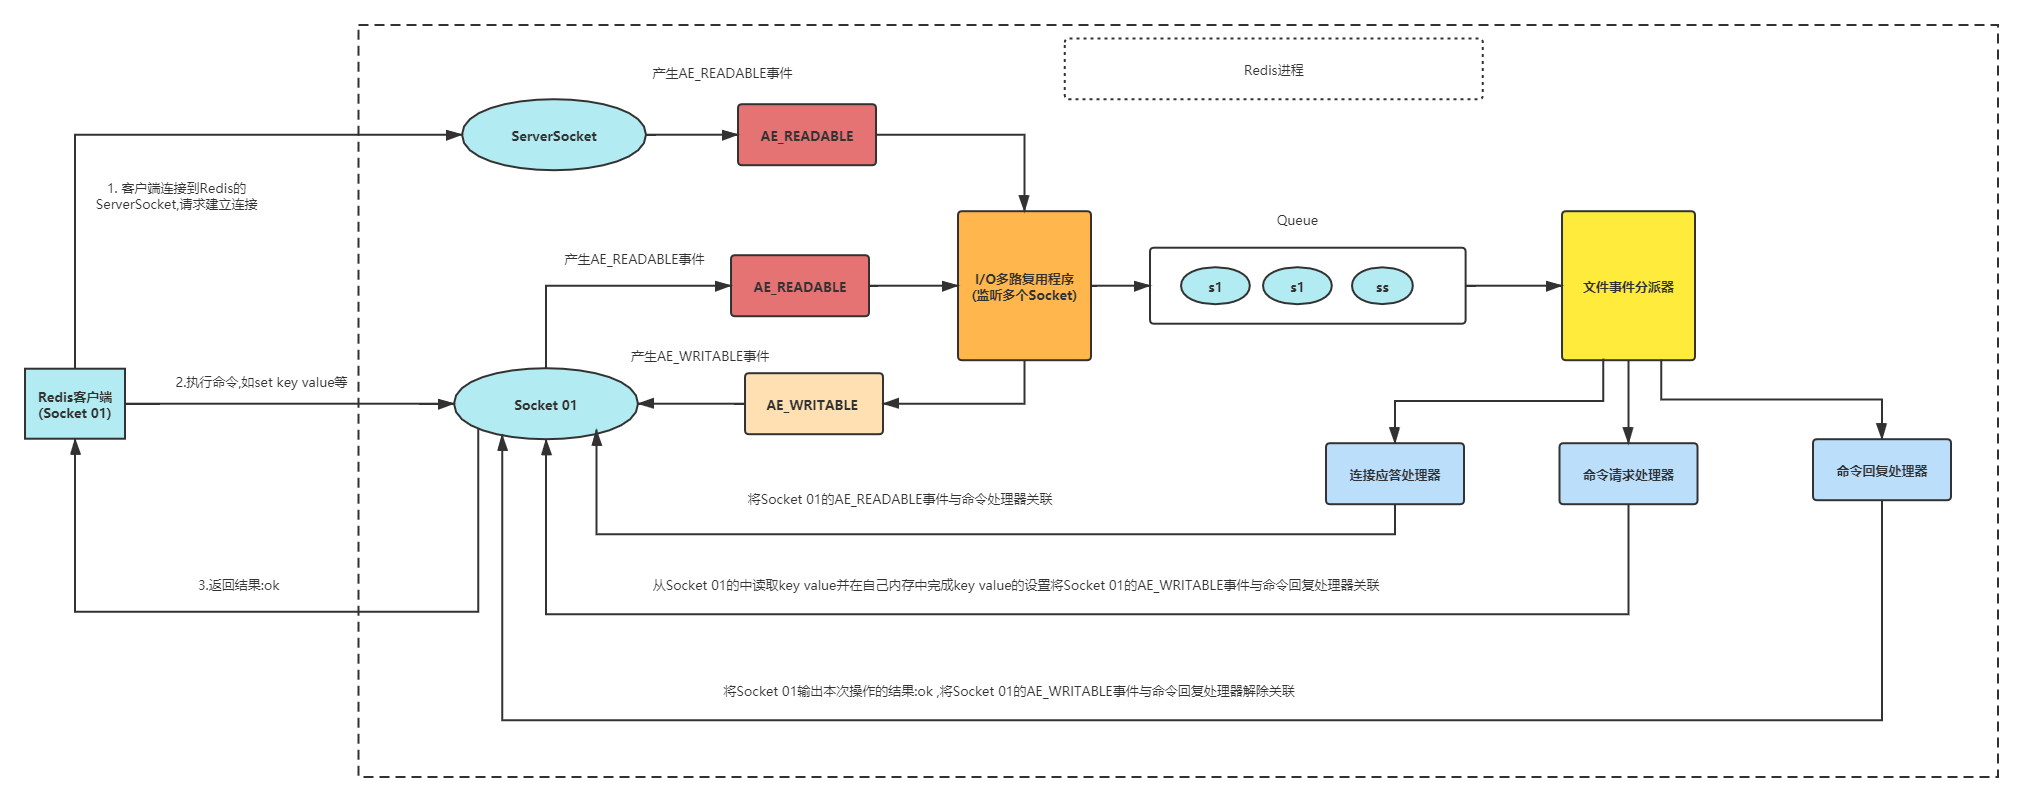 Redis进程
产生AE_READABLE事件
ServerSocket
AE_READABLE
1. 客户端连接到Redis的
ServerSocket,请求建立连接
Queue
产生AE_READABLE事件
AE_READABLE
I/O多路复用程序
(监听多个Socket)
s1
s1
ss
文件事件分派器
产生AE_WRITABLE事件
2.执行命令,如set key value等
Redis客户端
(Socket 01)
Socket 01
AE_WRITABLE
连接应答处理器
命令请求处理器
命令回复处理器
将Socket 01的AE_READABLE事件与命令处理器关联
3.返回结果:ok
从Socket 01的中读取key value并在自己内存中完成key value的设置将Socket 01的AE_WRITABLE事件与命令回复处理器关联
将Socket 01输出本次操作的结果:ok ,将Socket 01的AE_WRITABLE事件与命令回复处理器解除关联